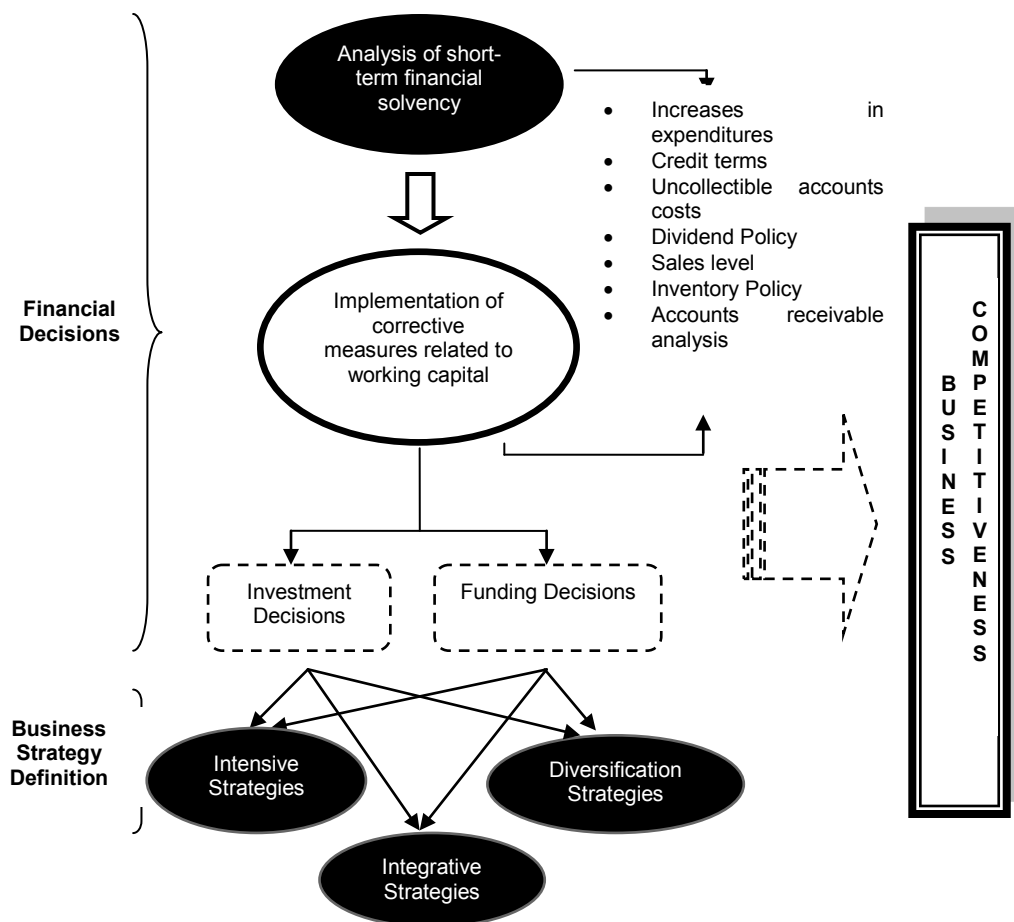 Analysis of short-
term financial
solvency
• Increases in
expenditures
• Credit terms
• Uncollectible accounts
costs
• Dividend Policy
• Sales level
• Inventory Policy
• Accounts receivable
analysis
Financial
Decisions
Implementation of
corrective
measures related to
working capital
Investment
Decisions
Funding Decisions
Business
Strategy
Definition
Intensive
Strategies
Diversification
Strategies
Integrative
Strategies
BUSINESS
COMPETITIVENESS